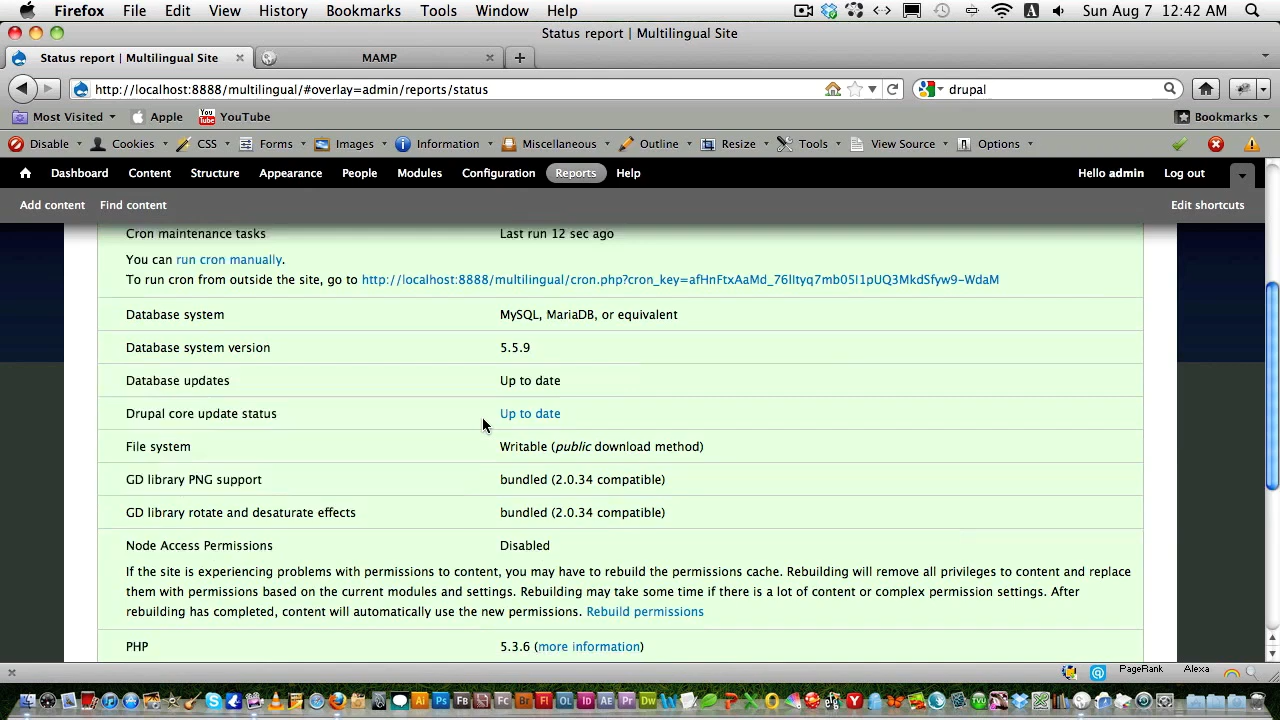 Firefox File Edit View History Bookmarks Tools Window Help Sun Aug 7 12:42 AM
Status report | Multilingual Site
Status report | Multilingual Site MAMP
http://localhost:8888/multilingual/#overlay=admin/reports/status drupal
Most Visited Apple YouTube Bookmarks
Disable Cookies CSS Forms Images Information Miscellaneous Outline Resize Tools View Source Options
Dashboard Content Structure Appearance People Modules Configuration Reports Help Hello admin Log out
Add content Find content Edit shortcuts
Cron maintenance tasks Last run 12 sec ago
You can run cron manually.
To run cron from outside the site, go to http://localhost:8888/multilingual/cron.php?cron_key=afHnFtxAaMd_76lItyq7mb05I1pUQ3MkdSfyw9-WdaM
Database system MySQL, MariaDB, or equivalent
Database system version 5.5.9
Database updates Up to date
Drupal core update status Up to date
File system Writable (public download method)
GD library PNG support bundled (2.0.34 compatible)
GD library rotate and desaturate effects bundled (2.0.34 compatible)
Node Access Permissions Disabled
If the site is experiencing problems with permissions to content, you may have to rebuild the permissions cache. Rebuilding will remove all privileges to content and replace
them with permissions based on the current modules and settings. Rebuilding may take some time if there is a lot of content or complex permission settings. After
rebuilding has completed, content will automatically use the new permissions. Rebuild permissions
PHP 5.3.6 (more information)
PageRank Alexa